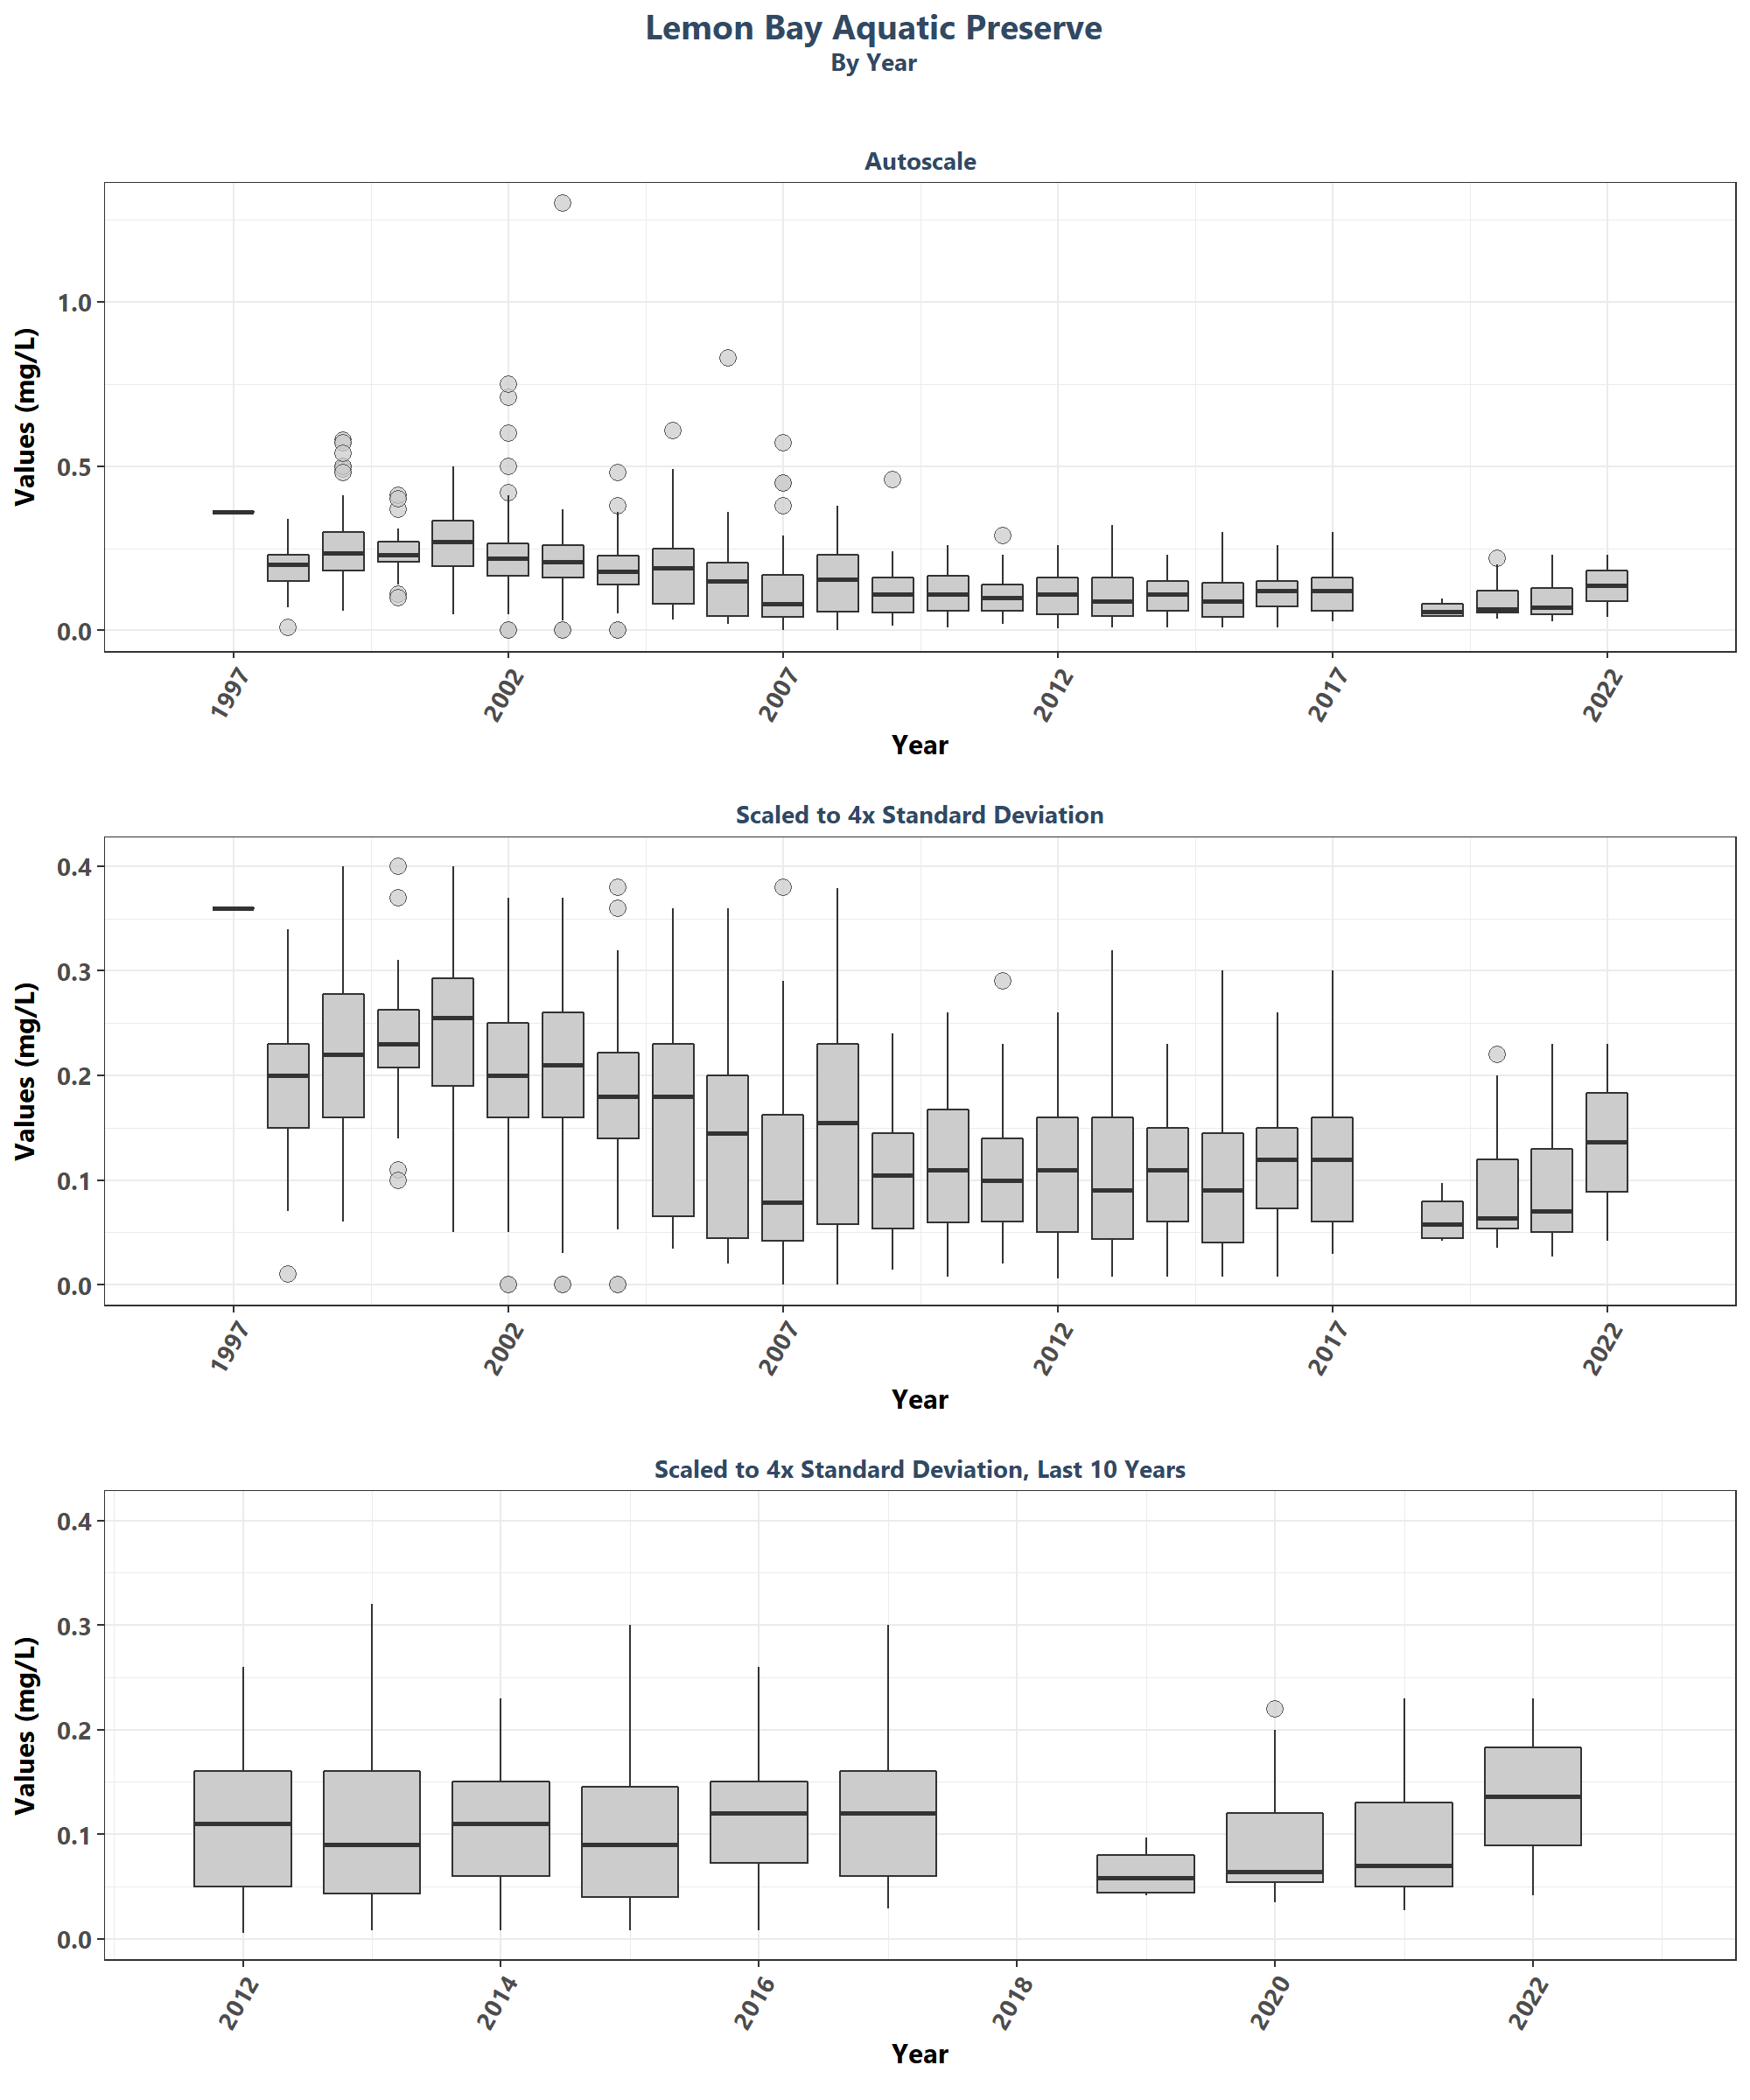 Lemon Bay Aquatic Preserve
By Year
Autoscale
Values (mg/L)
1.0
0.5
0.0
1997 2002 2007 2012 2017 2022
Year
Scaled to 4x Standard Deviation
Values (mg/L)
0.4
0.3
0.2
0.1
0.0
1997 2002 2007 2012 2017 2022
Year
Scaled to 4x Standard Deviation, Last 10 Years
Values (mg/L)
0.4
0.3
0.2
0.1
0.0
2012 2014 2016 2018 2020 2022
Year